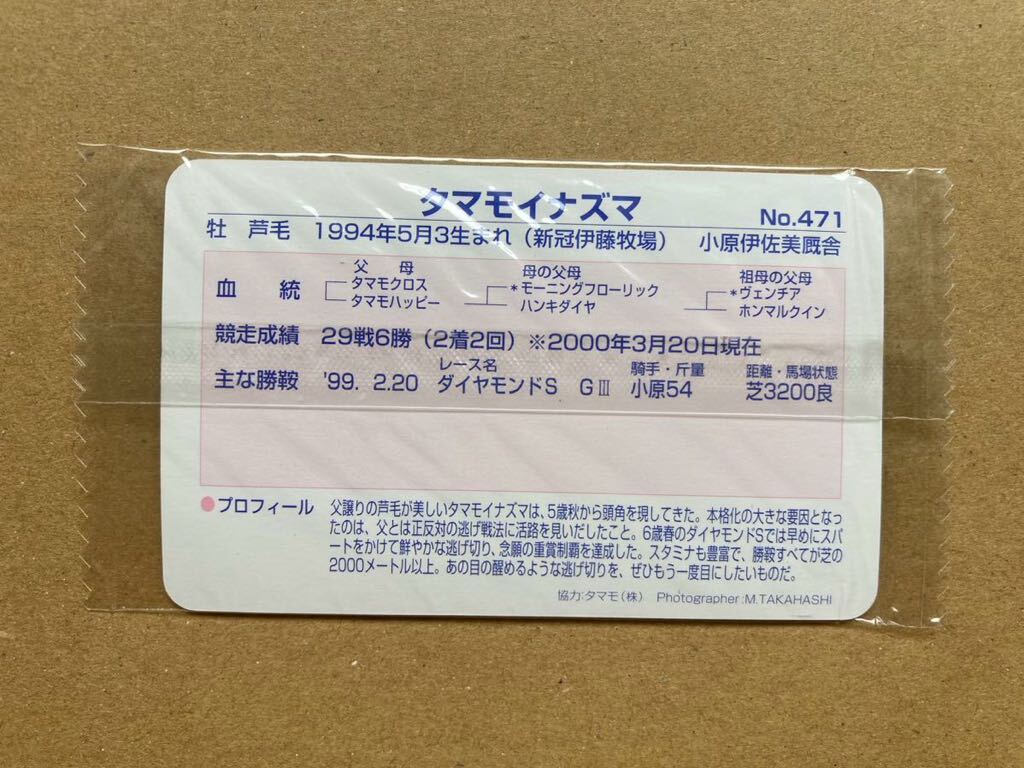 タマモイナズマ No.471
牡 芦毛 1994年5月3生まれ（新冠伊藤牧場） 小原伊佐美厩舎
父 母 母の父母 祖母の父母
血 統 タマモクロス *モーニングフローリック *ヴェンチア
タマモハッピー ハンキダイヤ ホンマルクイン
競走成績 29戦6勝（2着2回）※2000年3月20日現在
レース名 騎手・斤量 距離・馬場状態
主な勝鞍 '99. 2.20 ダイヤモンドS GⅢ 小原54 芝3200良
●プロフィール 父譲りの芦毛が美しいタマモイナズマは、5歳秋から頭角を現してきた。本格化の大きな要因となっ
たのは、父とは正反対の逃げ戦法に活路を見いだしたこと。6歳春のダイヤモンドSでは早めにスパ
ートをかけて鮮やかな逃げ切り、念願の重賞制覇を達成した。スタミナも豊富で、勝鞍すべてが芝の
2000メートル以上。あの目の醒めるような逃げ切りを、ぜひもう一度目にしたいものだ。
協力:タマモ（株） Photographer:M.TAKAHASHI